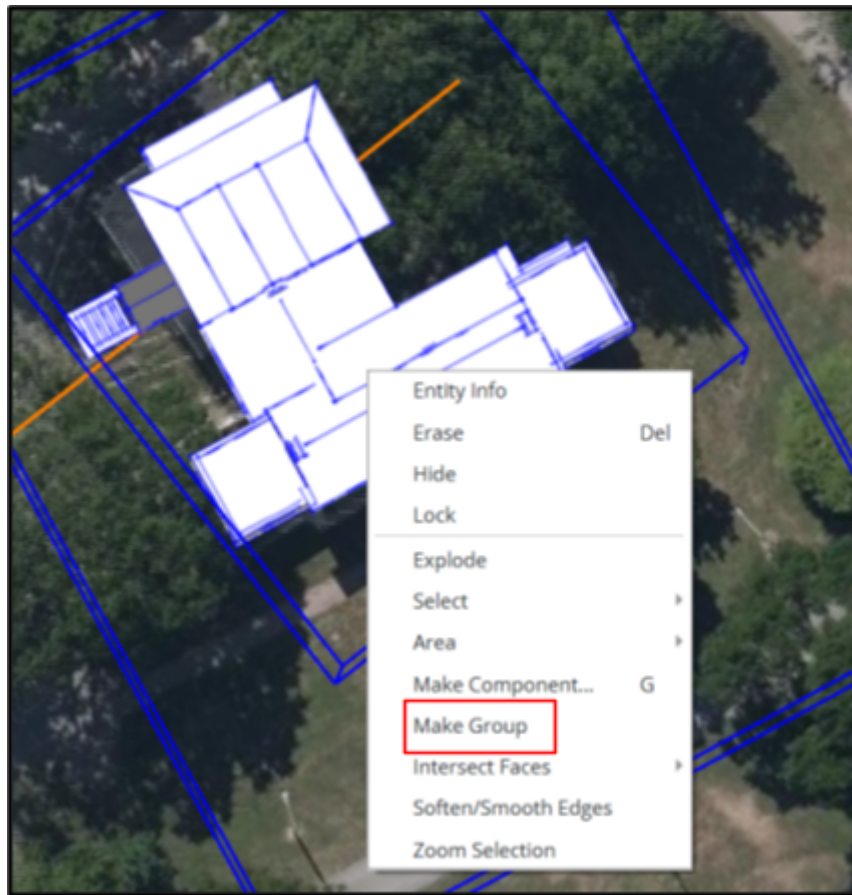 Entity Info
Erase Del
Hide
Lock
Explode
Select
Area
Make Component... G
Make Group
Intersect Faces
Soften/Smooth Edges
Zoom Selection